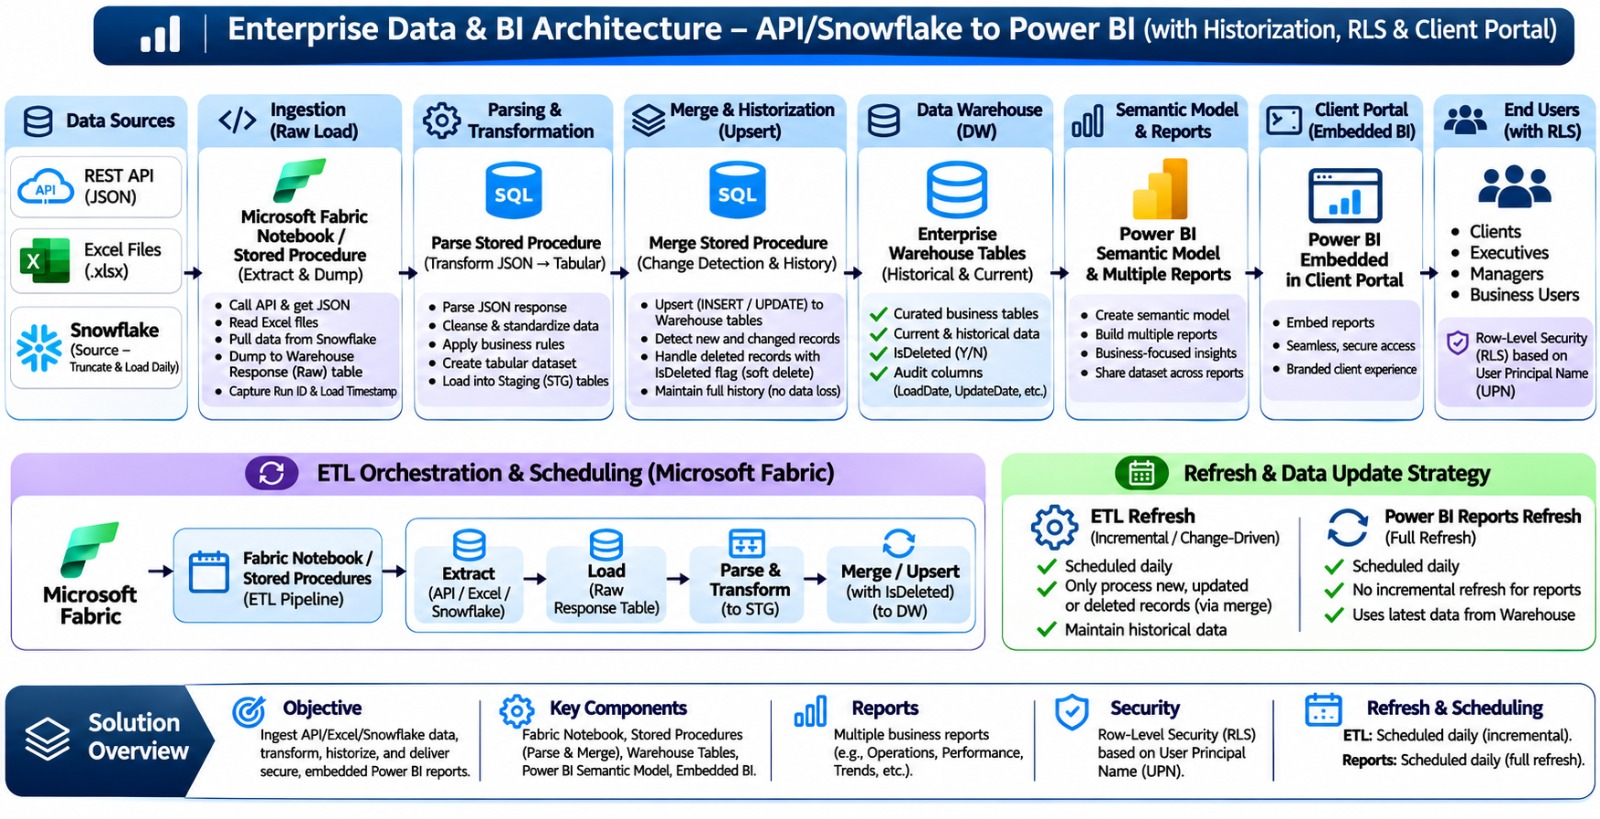 Enterprise Data & BI Architecture – API/Snowflake to Power BI (with Historization, RLS & Client Portal)
Data Sources
API
REST API
(JSON)
X
Excel Files
(.xlsx)
Snowflake
(Source –
Truncate & Load Daily)
Ingestion
(Raw Load)
Microsoft Fabric
Notebook /
Stored Procedure
(Extract & Dump)
• Call API & get JSON
• Read Excel files
• Pull data from Snowflake
• Dump to Warehouse
Response (Raw) table
• Capture Run ID & Load Timestamp
Parsing &
Transformation
SQL
Parse Stored Procedure
(Transform JSON → Tabular)
• Parse JSON response
• Cleanse & standardize data
• Apply business rules
• Create tabular dataset
• Load into Staging (STG) tables
Merge & Historization
(Upsert)
SQL
Merge Stored Procedure
(Change Detection & History)
• Upsert (INSERT / UPDATE) to
Warehouse tables
• Detect new and changed records
• Handle deleted records with
IsDeleted flag (soft delete)
• Maintain full history (no data loss)
Data Warehouse
(DW)
Enterprise
Warehouse Tables
(Historical & Current)
Curated business tables
Current & historical data
IsDeleted (Y/N)
Audit columns
(LoadDate, UpdateDate, etc.)
Semantic Model
& Reports
Power BI
Semantic Model
& Multiple Reports
• Create semantic model
• Build multiple reports
• Business-focused insights
• Share dataset across reports
Client Portal
(Embedded BI)
Power BI
Embedded
in Client Portal
• Embed reports
• Seamless, secure access
• Branded client experience
End Users
(with RLS)
• Clients
• Executives
• Managers
• Business Users
Row-Level Security
(RLS) based on
User Principal Name
(UPN)
ETL Orchestration & Scheduling (Microsoft Fabric)
Microsoft
Fabric
Fabric Notebook /
Stored Procedures
(ETL Pipeline)
Extract
(API / Excel /
Snowflake)
Load
(Raw
Response Table)
Parse &
Transform
(to STG)
Merge / Upsert
(with IsDeleted)
(to DW)
Refresh & Data Update Strategy
ETL Refresh
(Incremental / Change-Driven)
Scheduled daily
Only process new, updated
or deleted records (via merge)
Maintain historical data
Power BI Reports Refresh
(Full Refresh)
Scheduled daily
No incremental refresh for reports
Uses latest data from Warehouse
Solution
Overview
Objective
Ingest API/Excel/Snowflake data,
transform, historize, and deliver
secure, embedded Power BI reports.
Key Components
Fabric Notebook, Stored Procedures
(Parse & Merge), Warehouse Tables,
Power BI Semantic Model, Embedded BI.
Reports
Multiple business reports
(e.g., Operations, Performance,
Trends, etc.).
Security
Row-Level Security (RLS)
based on User Principal
Name (UPN).
Refresh & Scheduling
ETL: Scheduled daily (incremental).
Reports: Scheduled daily (full refresh).